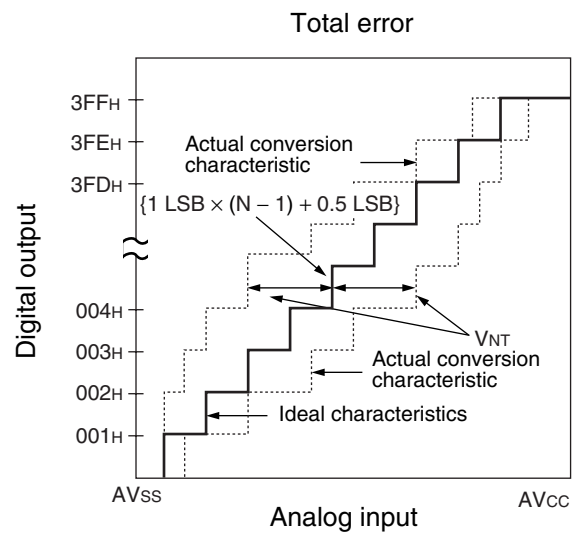 Total error
Digital output
3FFH
3FEH
3FDH
004H
003H
002H
001H
Actual conversion
characteristic
{1 LSB × (N − 1) + 0.5 LSB}
VNT
Actual conversion
characteristic
Ideal characteristics
AVSS
AVCC
Analog input